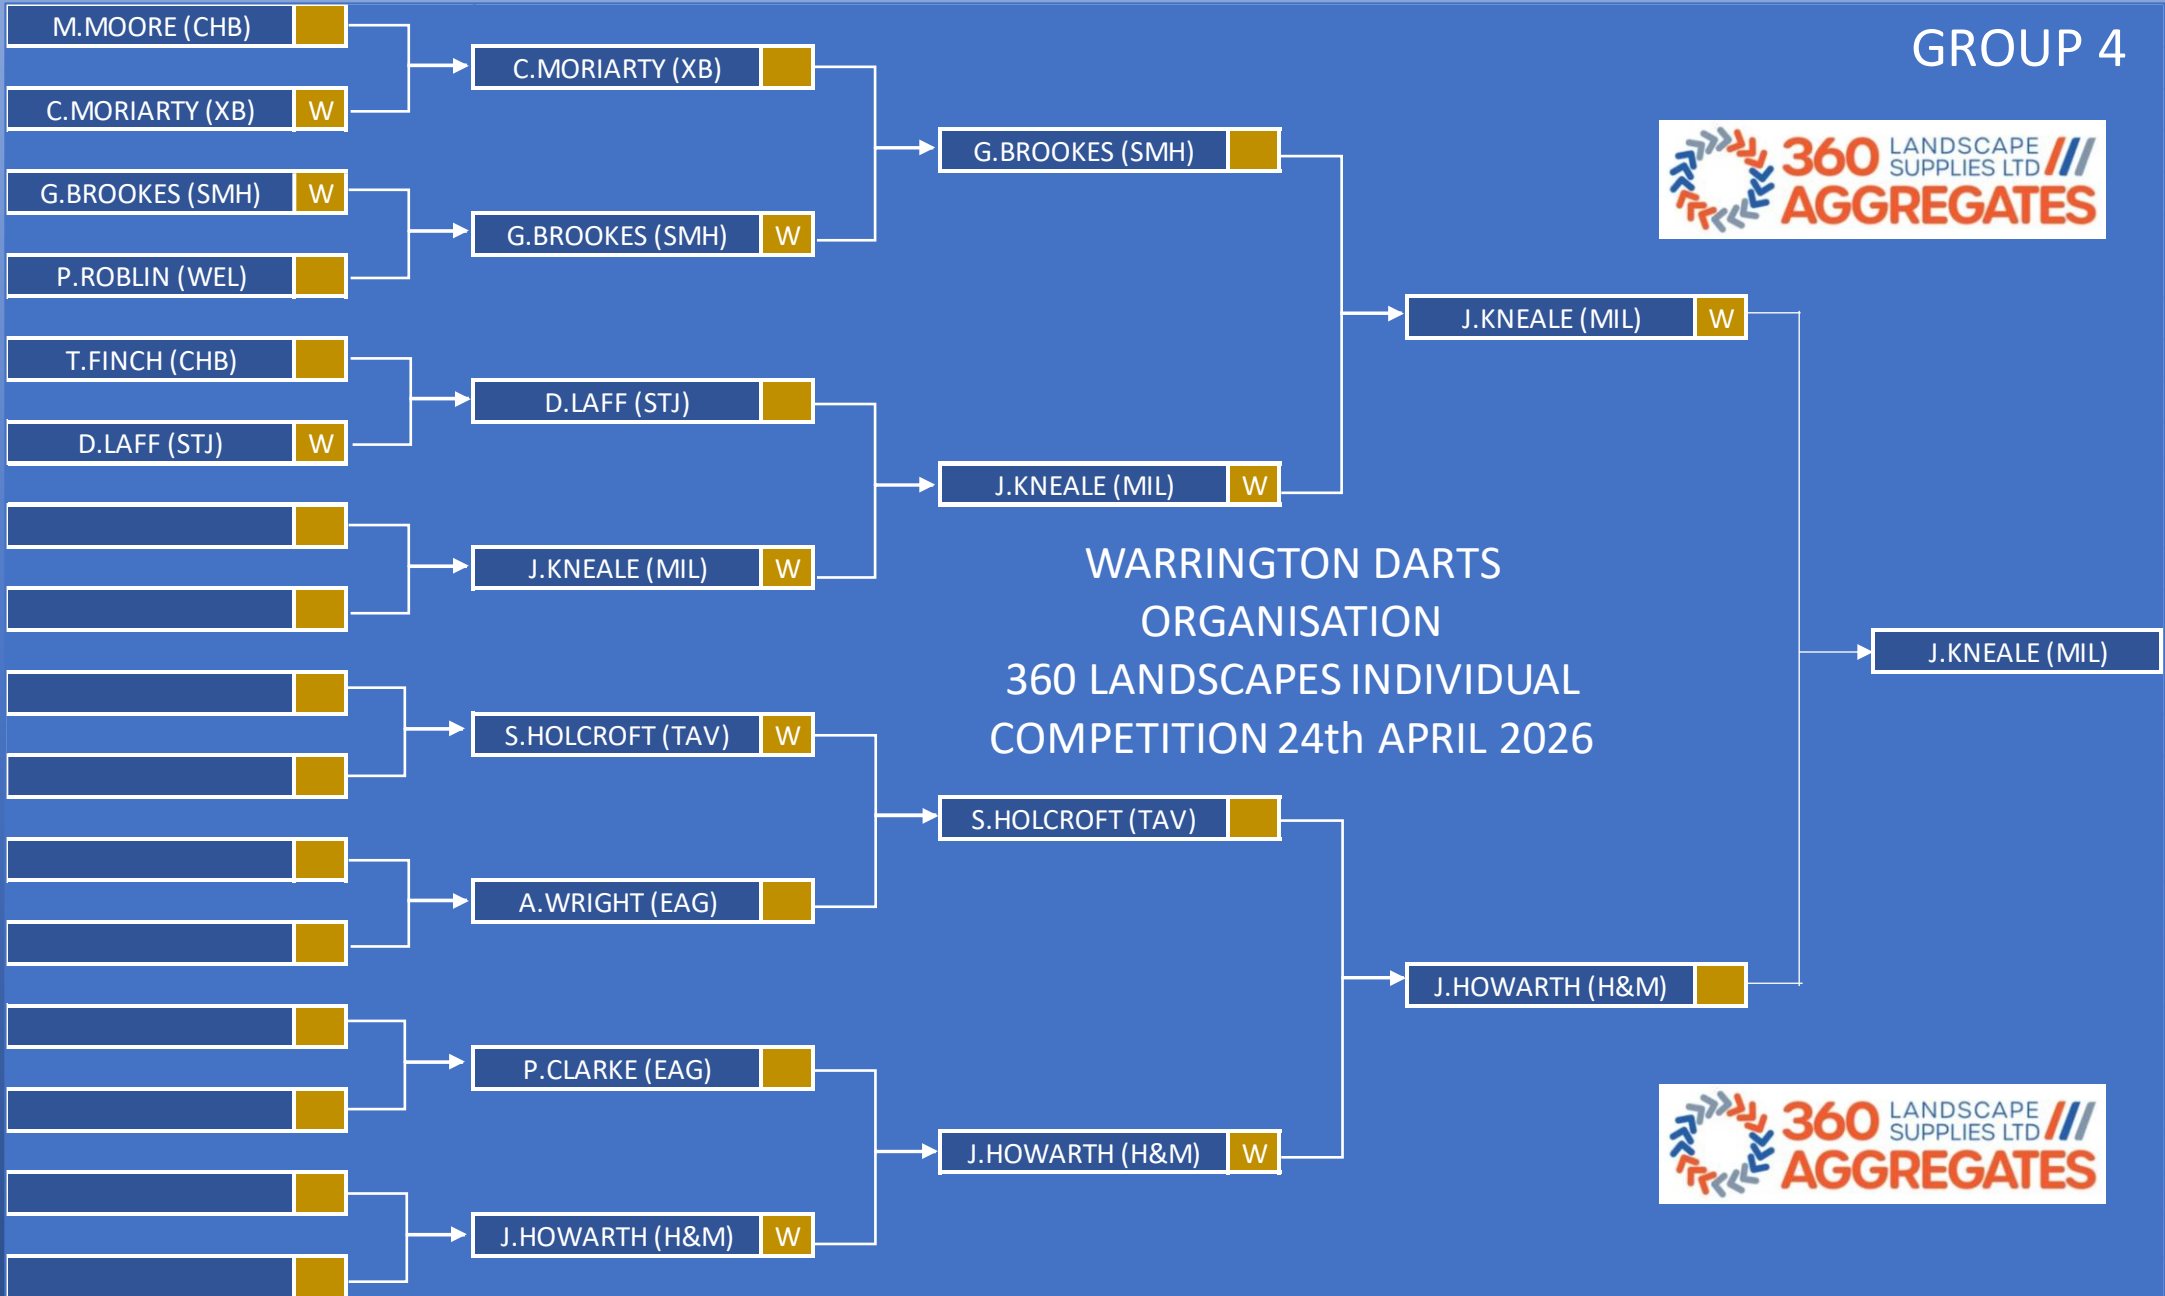 M.MOORE (CHB)
C.MORIARTY (XB) W
G.BROOKES (SMH) W
P.ROBLIN (WEL)
T.FINCH (CHB)
D.LAFF (STJ) W
C.MORIARTY (XB)
G.BROOKES (SMH) W
D.LAFF (STJ)
J.KNEALE (MIL) W
S.HOLCROFT (TAV) W
A.WRIGHT (EAG)
P.CLARKE (EAG)
J.HOWARTH (H&M) W
G.BROOKES (SMH)
J.KNEALE (MIL) W
S.HOLCROFT (TAV)
J.HOWARTH (H&M) W
WARRINGTON DARTS
ORGANISATION
360 LANDSCAPES INDIVIDUAL
COMPETITION 24th APRIL 2026
J.KNEALE (MIL) W
J.HOWARTH (H&M)
J.KNEALE (MIL)
GROUP 4
360 LANDSCAPE
SUPPLIES LTD
AGGREGATES
360 LANDSCAPE
SUPPLIES LTD
AGGREGATES